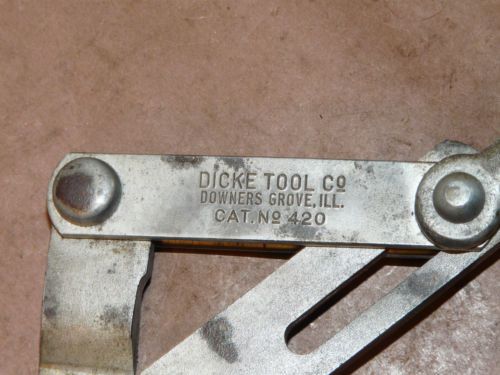 DICKE TOOL Cº
DOWNERS GROVE, ILL.
CAT. Nº 420